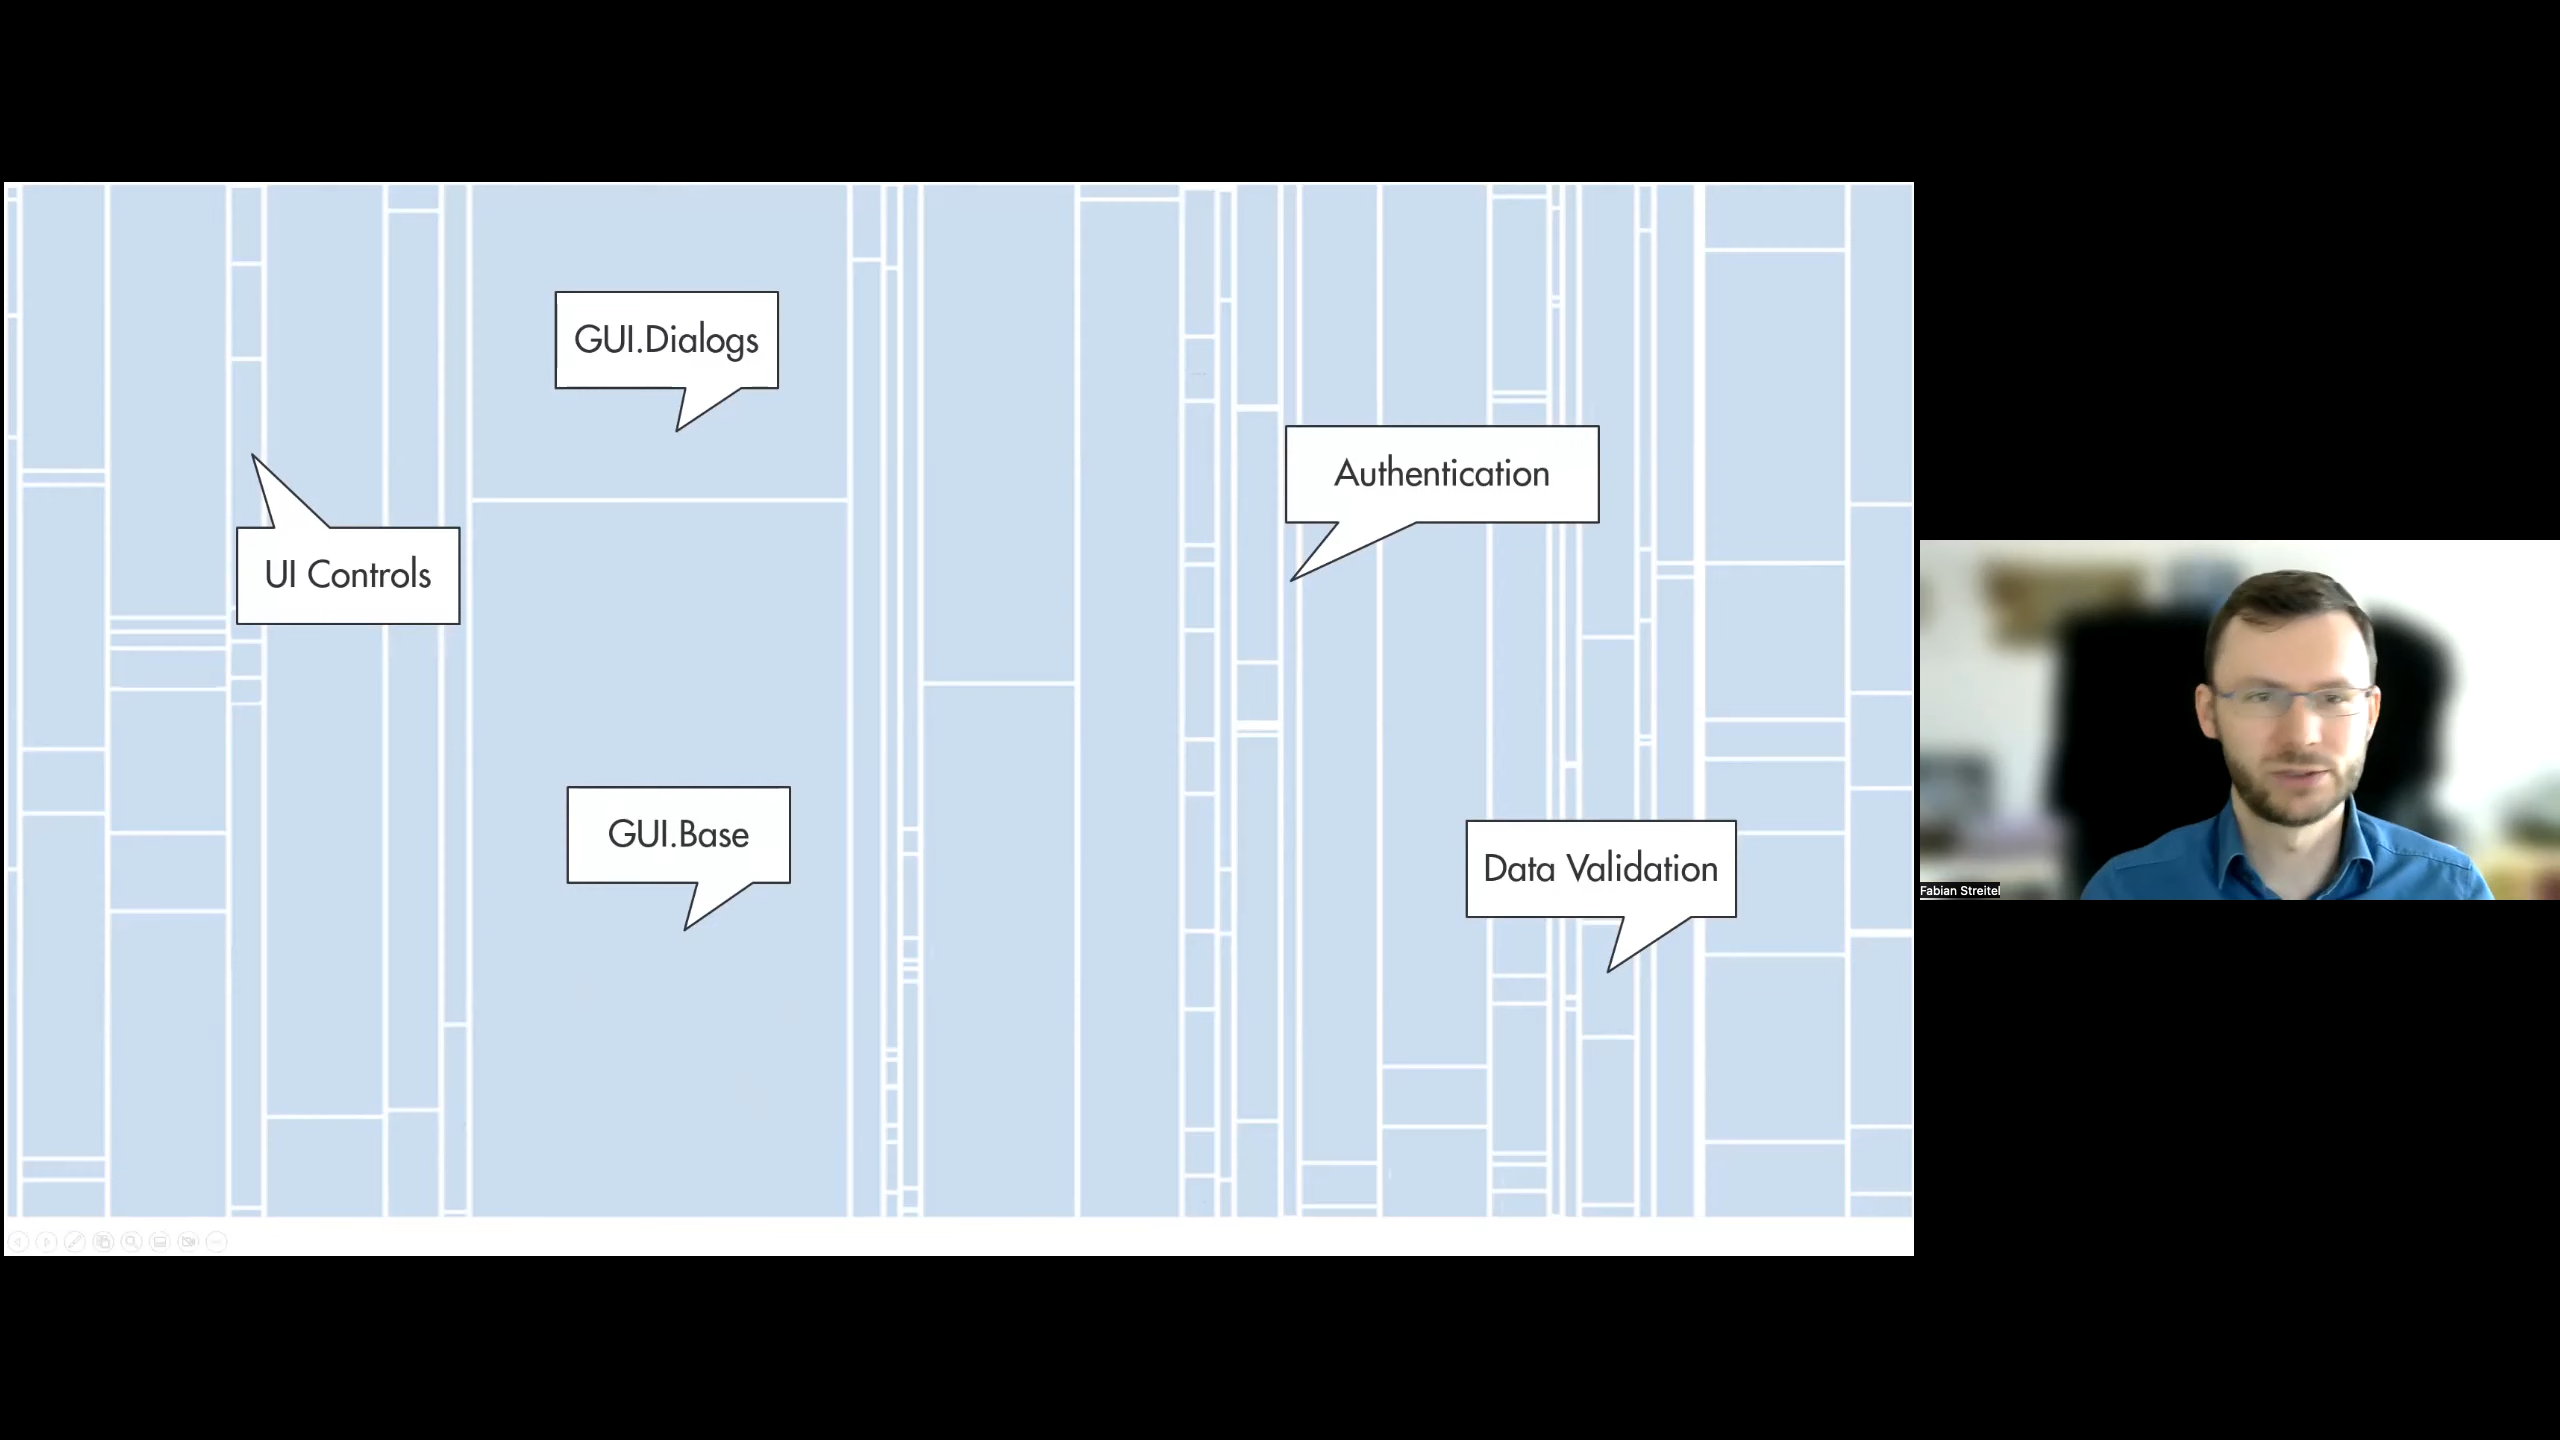 GUI.Dialogs
Authentication
UI Controls
GUI.Base
Data Validation
Fabian Streitel